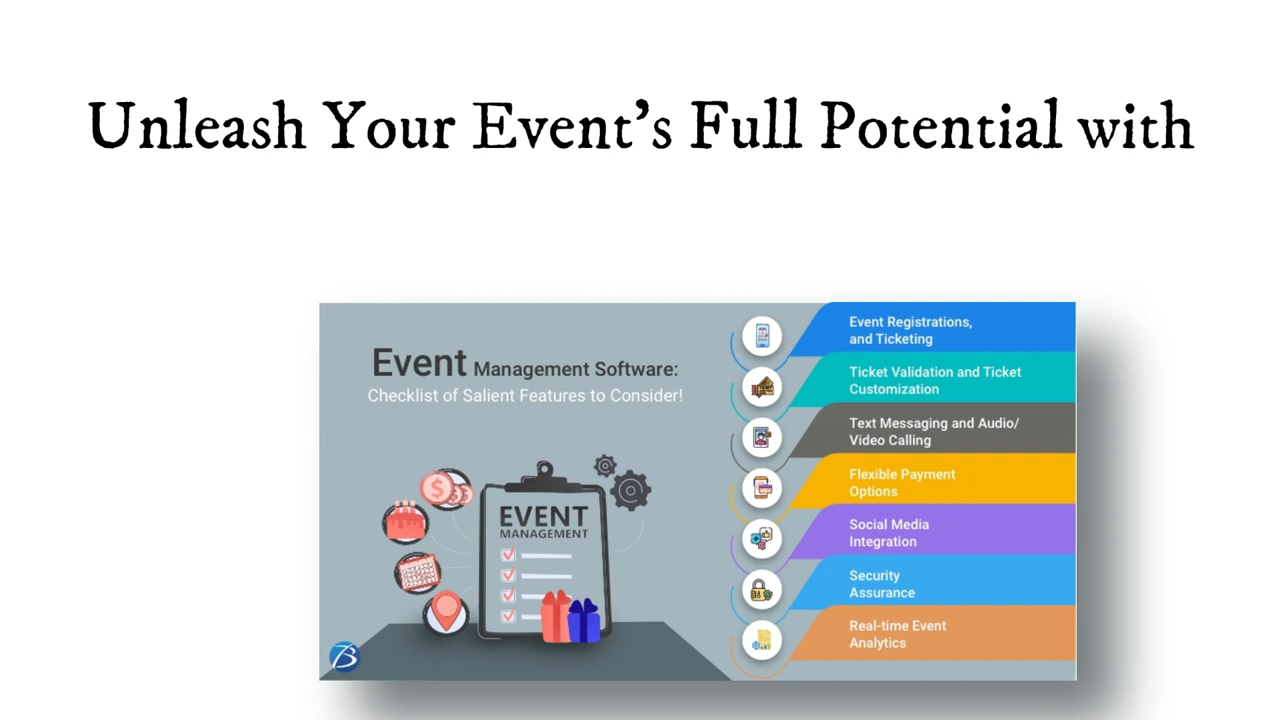 Unleash Your Event's Full Potential with
Event Management Software:
Checklist of Salient Features to Consider!
EVENT
MANAGEMENT
Event Registrations,
and Ticketing
Ticket Validation and Ticket
Customization
Text Messaging and Audio/
Video Calling
Flexible Payment
Options
Social Media
Integration
Security
Assurance
Real-time Event
Analytics